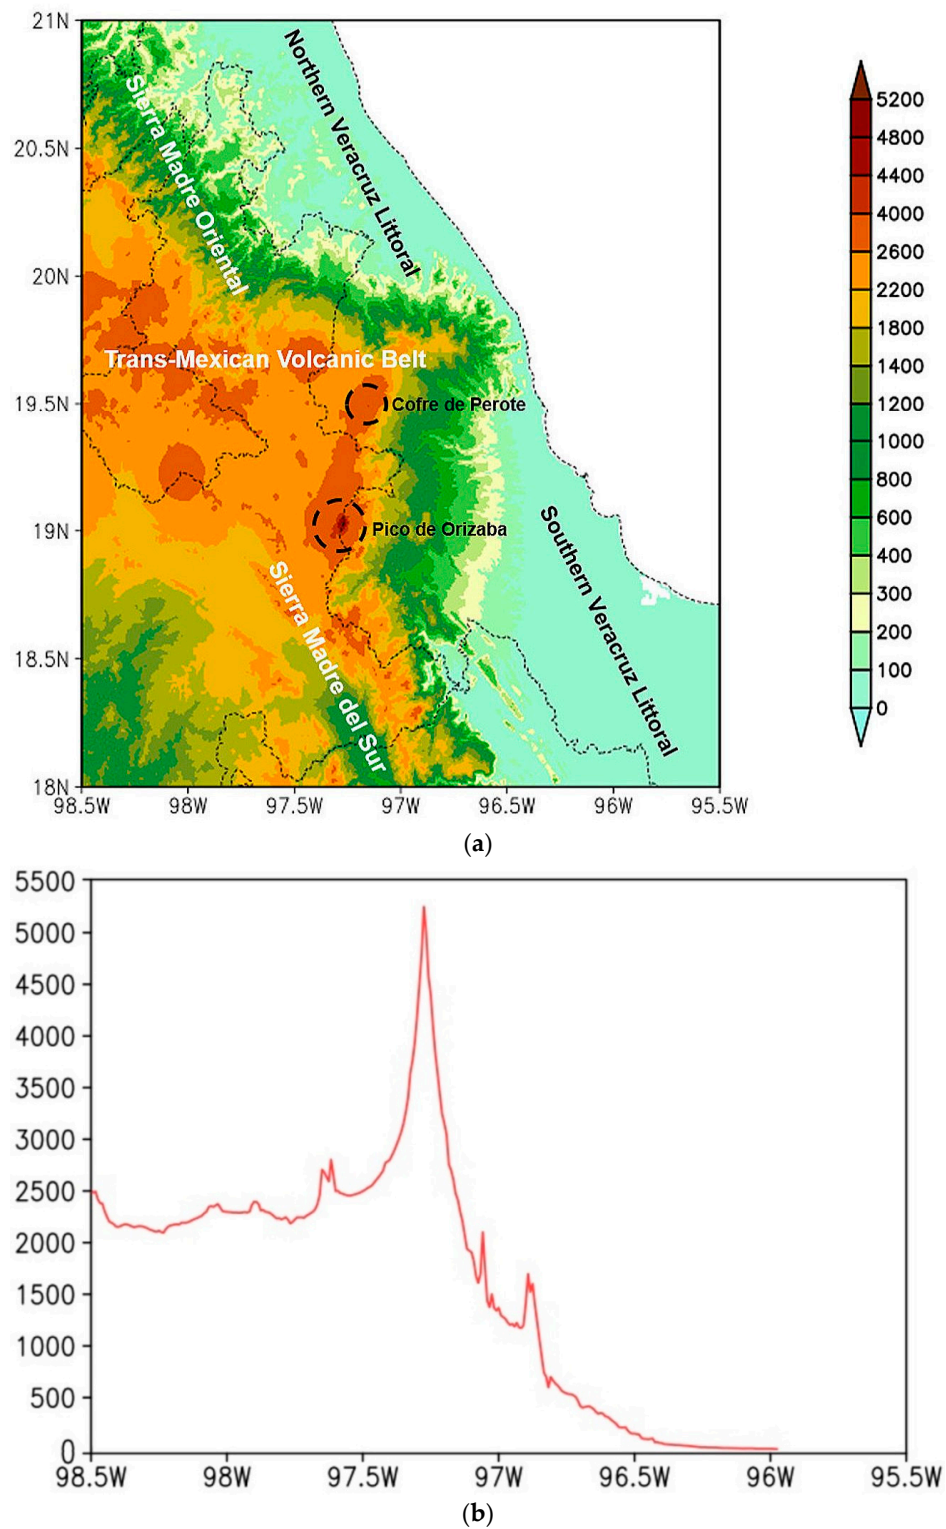 21N
20.5N
20N
19.5N
19N
18.5N
18N
98.5W 98W 97.5W 97W 96.5W 96W 95.5W
Sierra Madre Oriental
Northern Veracruz Littoral
Trans-Mexican Volcanic Belt
Cofre de Perote
Pico de Orizaba
Sierra Madre del Sur
Southern Veracruz Littoral
5200
4800
4400
4000
2600
2200
1800
1400
1200
1000
800
600
400
300
200
100
0
(a)
5500
5000
4500
4000
3500
3000
2500
2000
1500
1000
500
0
98.5W 98W 97.5W 97W 96.5W 96W 95.5W
(b)